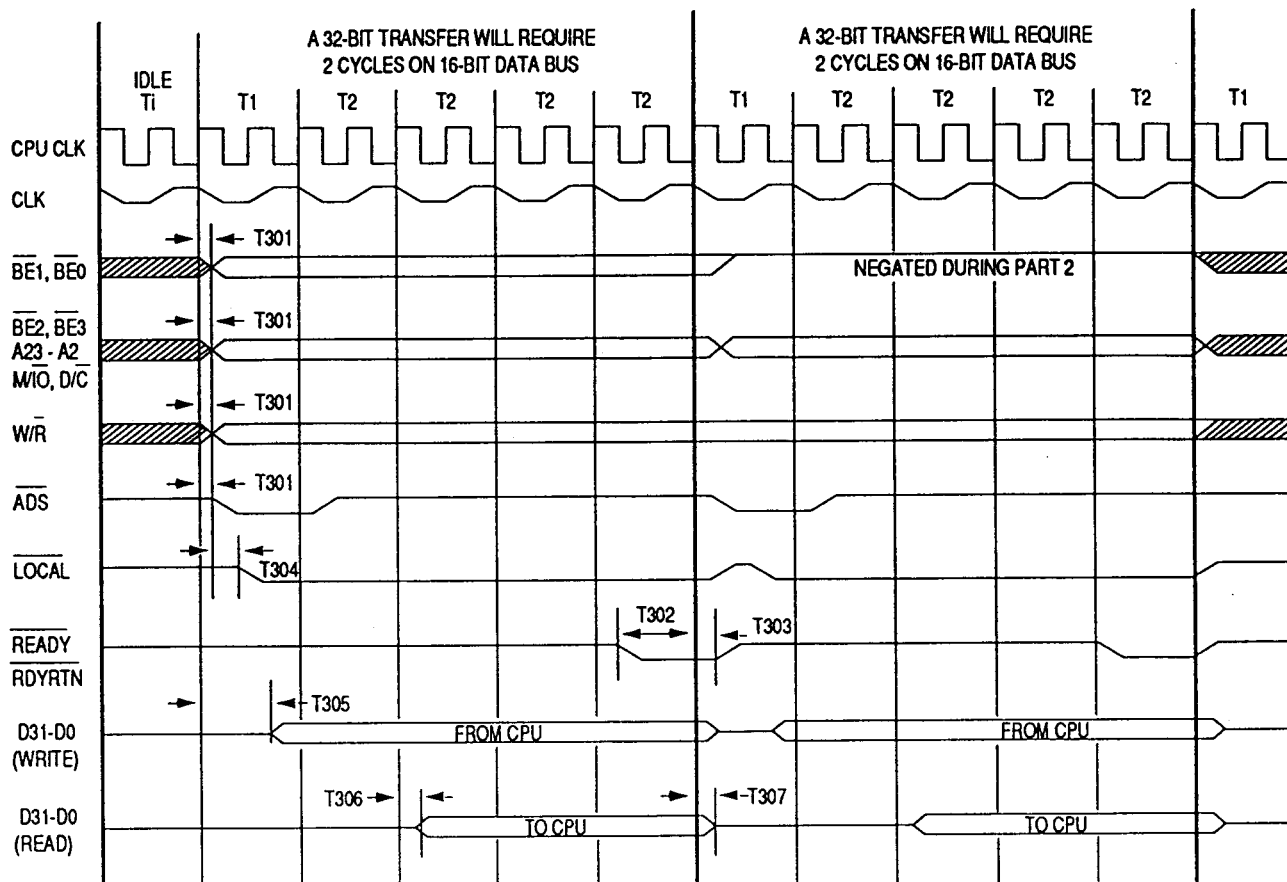 A 32-BIT TRANSFER WILL REQUIRE
2 CYCLES ON 16-BIT DATA BUS
A 32-BIT TRANSFER WILL REQUIRE
2 CYCLES ON 16-BIT DATA BUS
IDLE
Ti T1 T2 T2 T2 T2 T1 T2 T2 T2 T2 T1
CPU CLK
CLK
T301
BE1, BE0
NEGATED DURING PART 2
BE2, BE3
T301
A23 - A2
M/IO, D/C
T301
W/R
T301
ADS
LOCAL
T304
T302
T303
READY
RDYRTN
T305
D31-D0
(WRITE)
FROM CPU
FROM CPU
T306
T307
D31-D0
(READ)
TO CPU
TO CPU